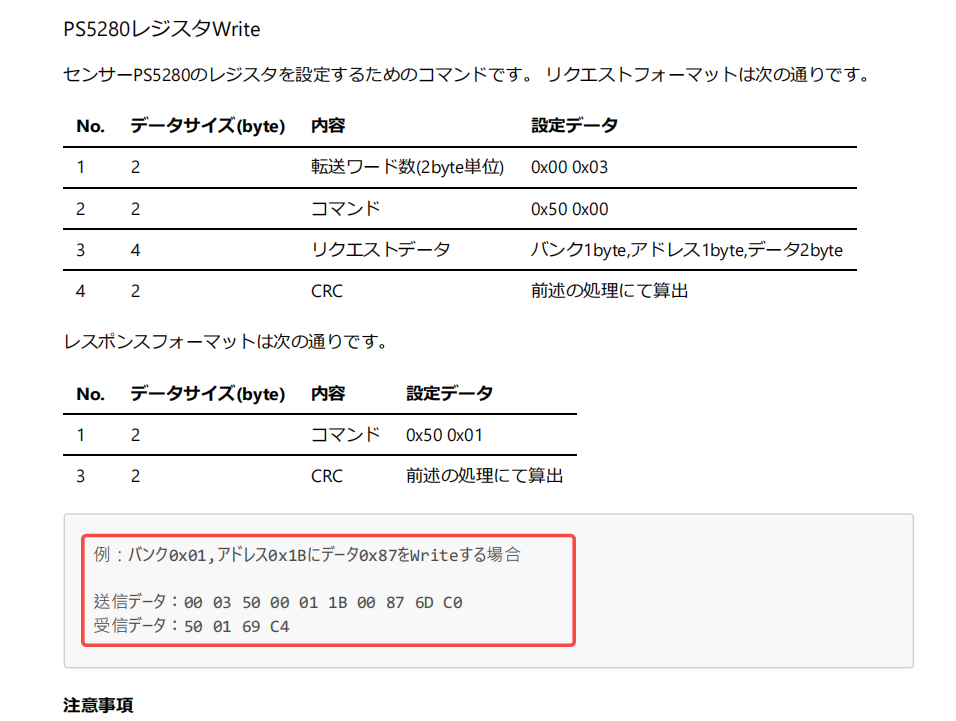 PS5280レジスタWrite
センサーPS5280のレジスタを設定するためのコマンドです。 リクエストフォーマットは次の通りです。
No. データサイズ(byte) 内容 設定データ
1 2 転送ワード数(2byte単位) 0x00 0x03
2 2 コマンド 0x50 0x00
3 4 リクエストデータ バンク1byte,アドレス1byte,データ2byte
4 2 CRC 前述の処理にて算出
レスポンスフォーマットは次の通りです。
No. データサイズ(byte) 内容 設定データ
1 2 コマンド 0x50 0x01
3 2 CRC 前述の処理にて算出
例：バンク0x01,アドレス0x1Bにデータ0x87をWriteする場合
送信データ：00 03 50 00 01 1B 00 87 6D C0
受信データ：50 01 69 C4
注意事項